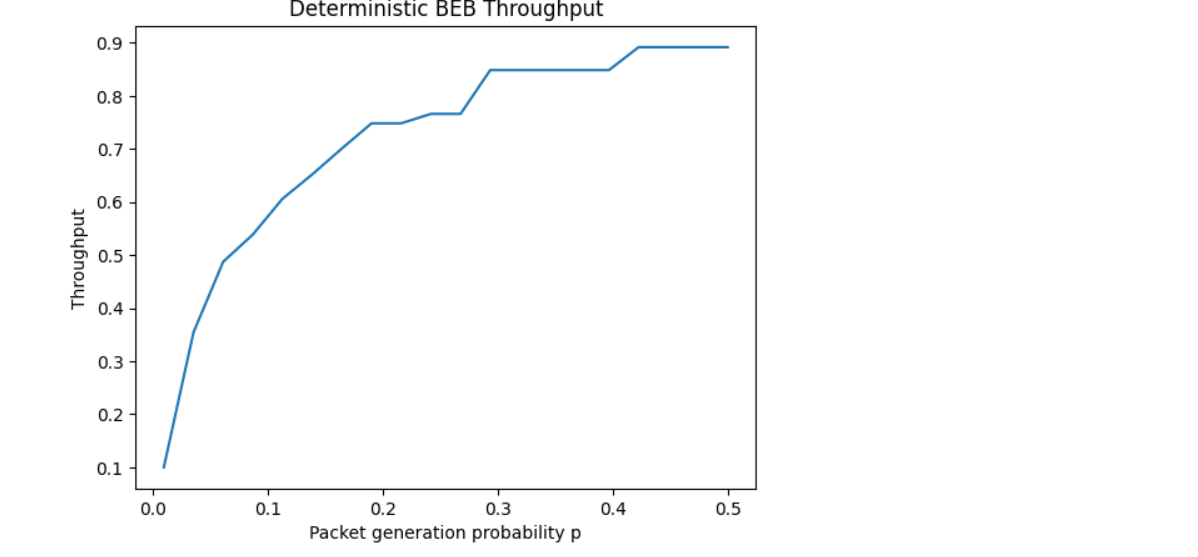 Deterministic BEB Throughput
0.9
0.8
0.7
0.6
0.5
0.4
0.3
0.2
0.1
Throughput
0.0 0.1 0.2 0.3 0.4 0.5
Packet generation probability p